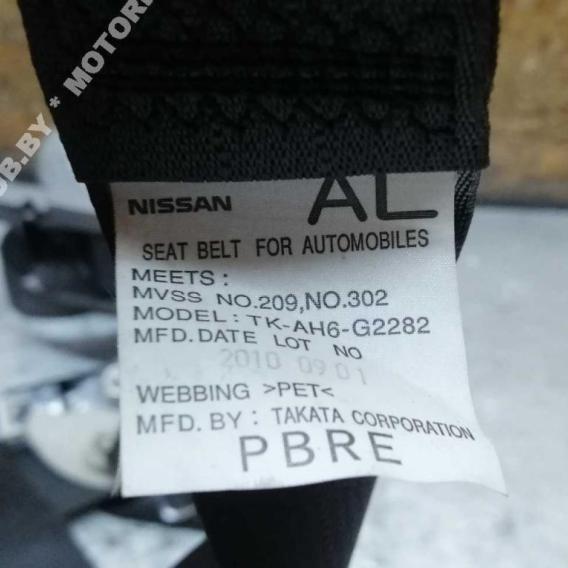 NISSAN AL
SEAT BELT FOR AUTOMOBILES
MEETS :
MVSS NO.209,NO.302
MODEL : TK-AH6-G2282
MFD.DATE LOT NO
2010 09 01
WEBBING >PET<
MFD. BY : TAKATA CORPORATION
PBRE